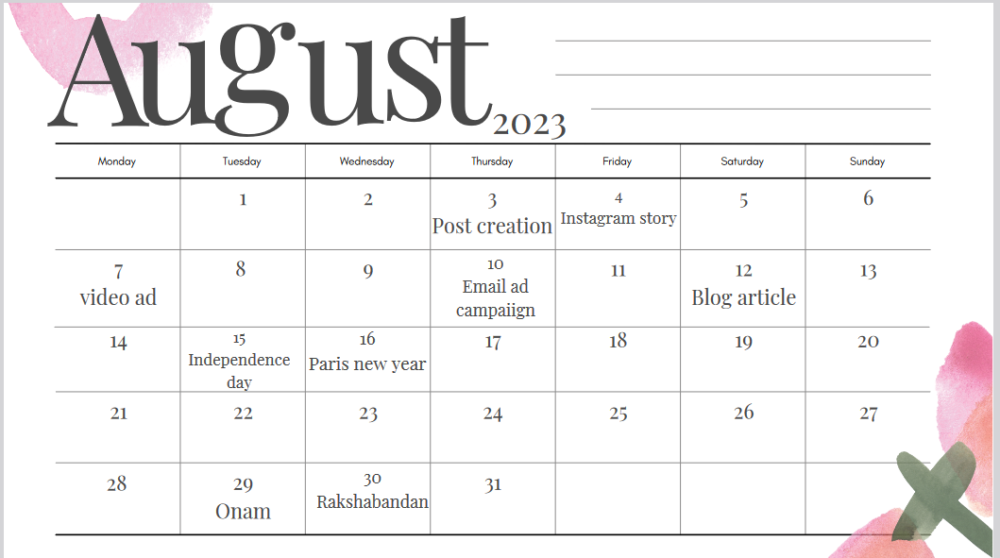 August
2023
Monday Tuesday Wednesday Thursday Friday Saturday Sunday
1 2 3 4 5 6
Post creation Instagram story
7 8 9 10 11 12 13
video ad Email ad Blog article
campaiign
14 15 16 17 18 19 20
Independence Paris new year
day
21 22 23 24 25 26 27
28 29 30 31
Onam Rakshabandan